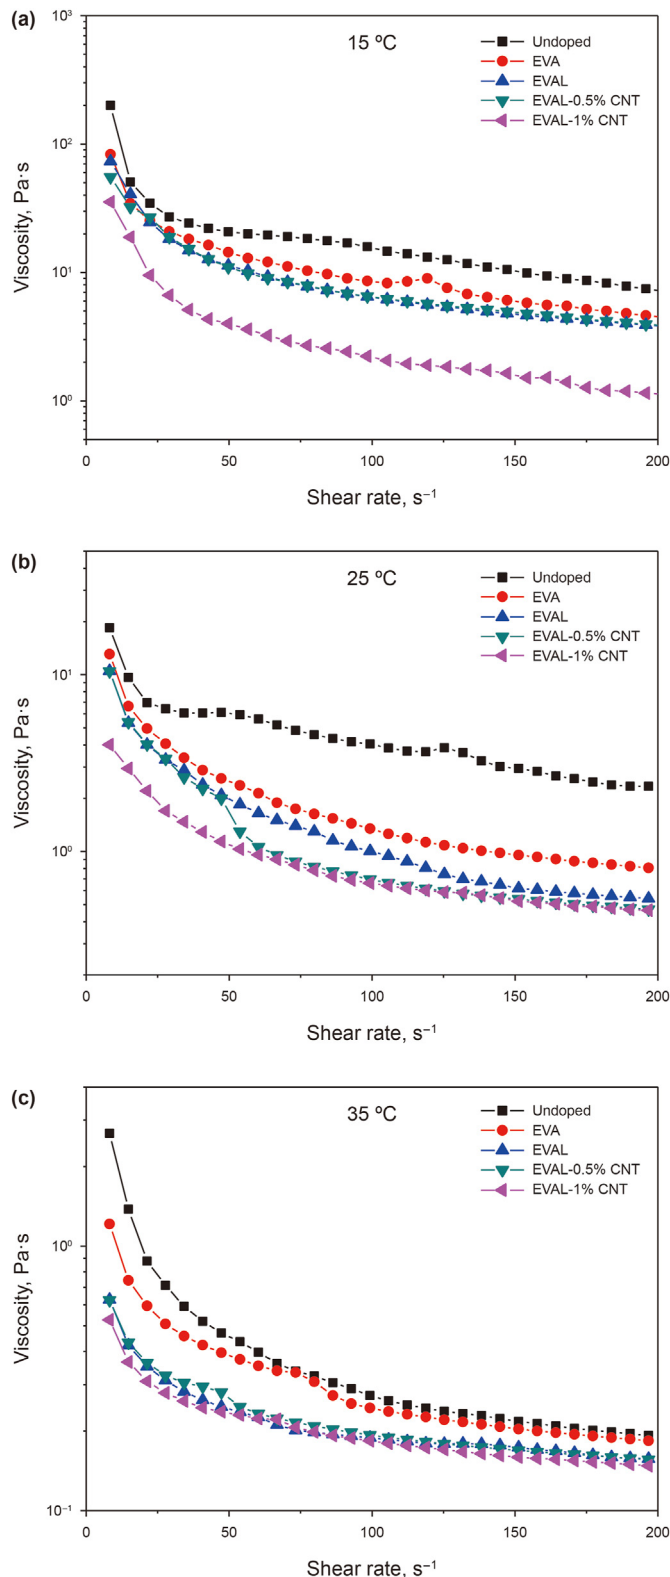 (a)
15 ºC
Undoped
EVA
EVAL
EVAL-0.5% CNT
EVAL-1% CNT
10³
10²
10¹
10⁰
Viscosity, Pa·s
0 50 100 150 200
Shear rate, s⁻¹
(b)
25 ºC
Undoped
EVA
EVAL
EVAL-0.5% CNT
EVAL-1% CNT
10¹
10⁰
Viscosity, Pa·s
0 50 100 150 200
Shear rate, s⁻¹
(c)
35 ºC
Undoped
EVA
EVAL
EVAL-0.5% CNT
EVAL-1% CNT
10⁰
10⁻¹
Viscosity, Pa·s
0 50 100 150 200
Shear rate, s⁻¹